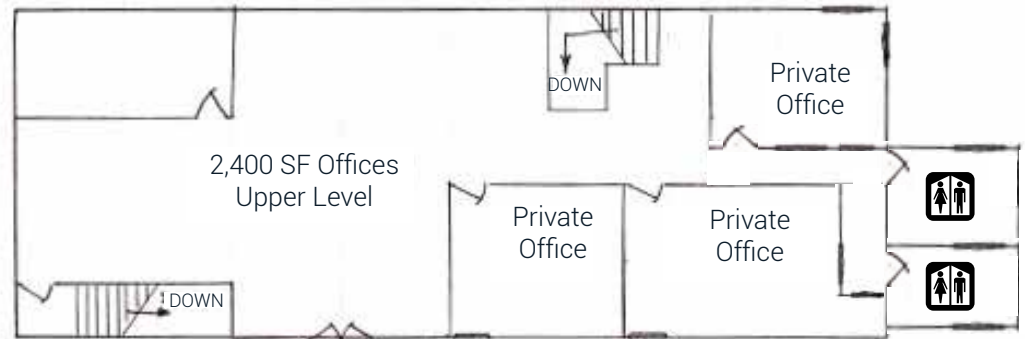 DOWN
Private
Office
2,400 SF Offices
Upper Level
Private
Office
Private
Office
DOWN